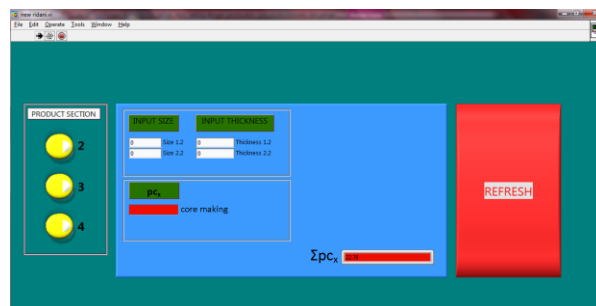 new ridani.vi
File Edit Operate Tools Window Help
PRODUCT SECTION
2
3
4
INPUT SIZE INPUT THICKNESS
0 Size 1.2 0 Thickness 1.2
0 Size 2.2 0 Thickness 2.2
pcₓ
core making
Σpcₓ
REFRESH